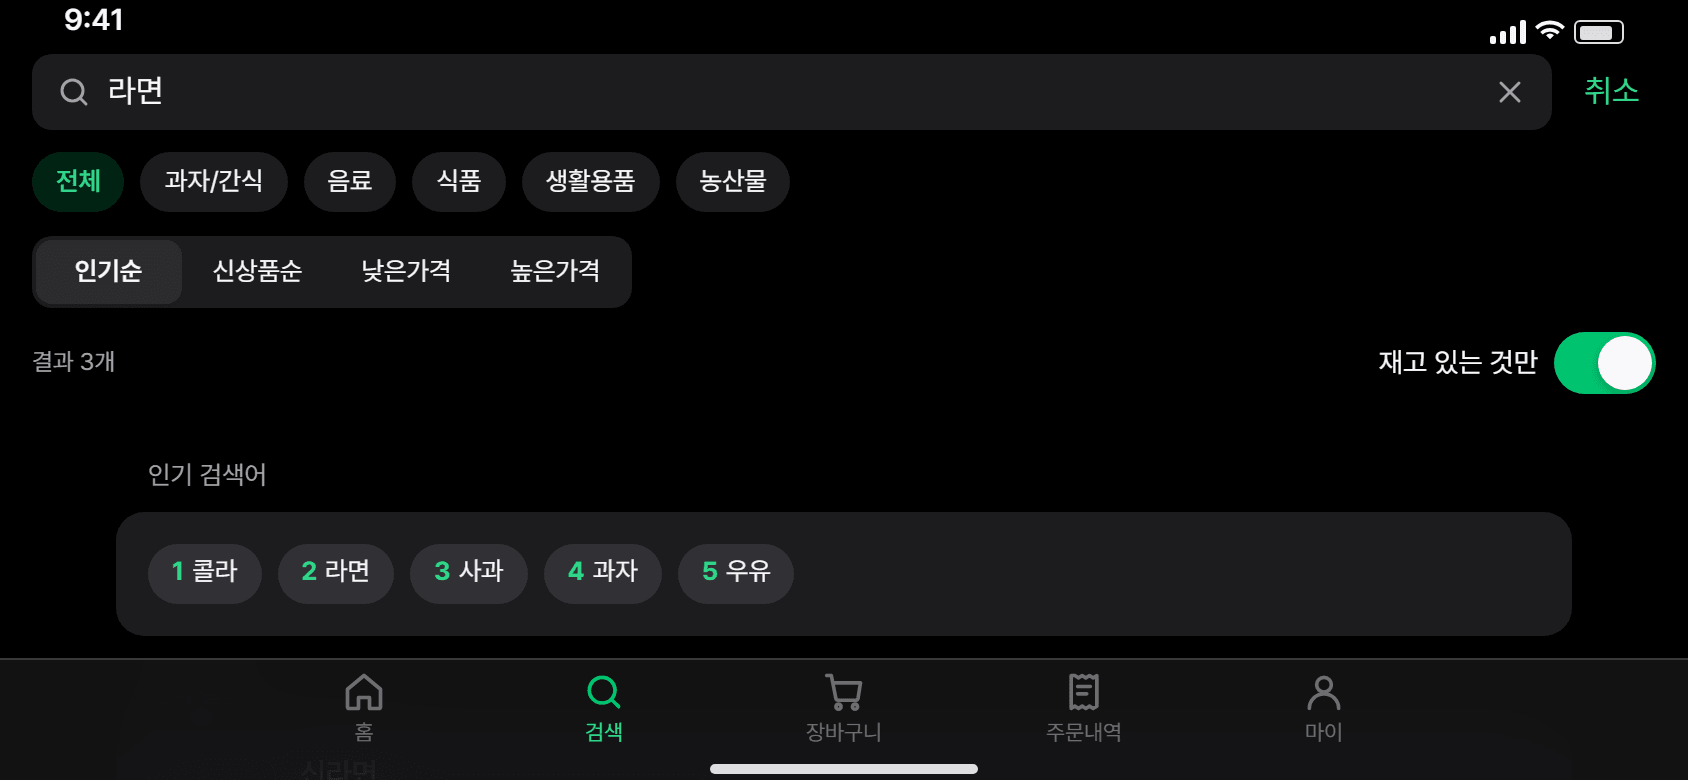 9:41
라면
취소
전체 과자/간식 음료 식품 생활용품 농산물
인기순 신상품순 낮은가격 높은가격
결과 3개
재고 있는 것만
인기 검색어
1 콜라 2 라면 3 사과 4 과자 5 우유
홈 검색 장바구니 주문내역 마이
신라면